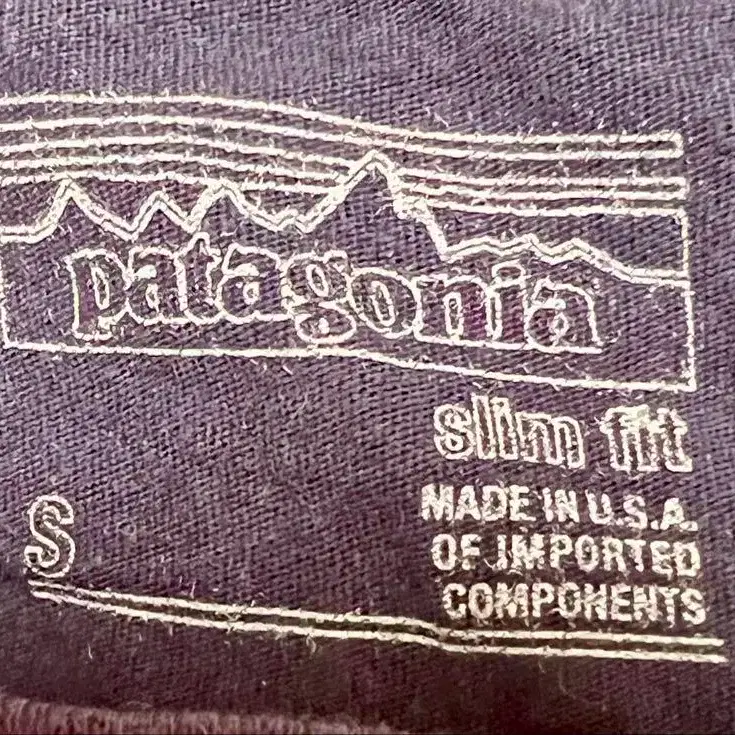 patagonia
slim fit
S
MADE IN U.S.A.
OF IMPORTED
COMPONENTS